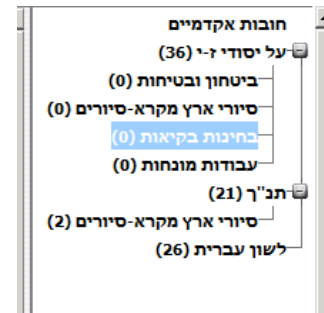 חובות אקדמיים
על יסודי ז-י (36)
ביטחון ובטיחות (0)
סיורי ארץ מקרא-סיורים (0)
בחינות בקיאות (0)
עבודות מונחות (0)
תנ"ך (21)
סיורי ארץ מקרא-סיורים (2)
לשון עברית (26)